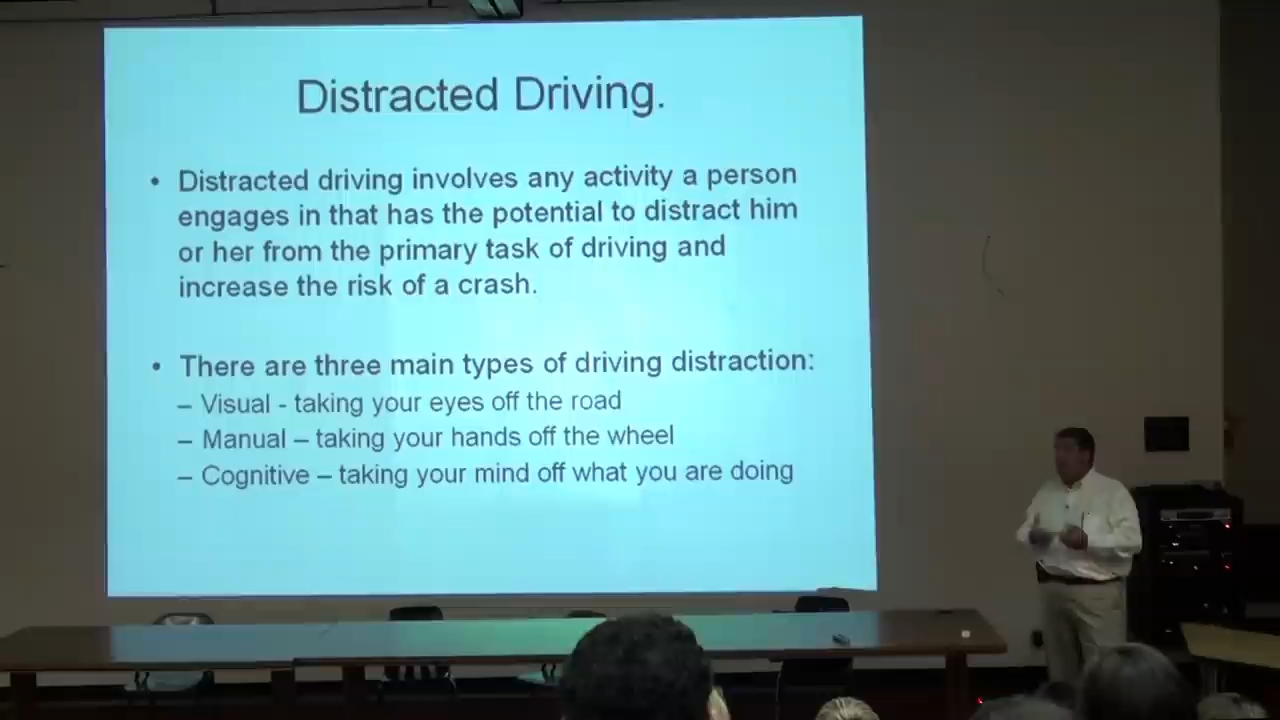 Distracted Driving.
• Distracted driving involves any activity a person
engages in that has the potential to distract him
or her from the primary task of driving and
increase the risk of a crash.
• There are three main types of driving distraction:
– Visual - taking your eyes off the road
– Manual – taking your hands off the wheel
– Cognitive – taking your mind off what you are doing